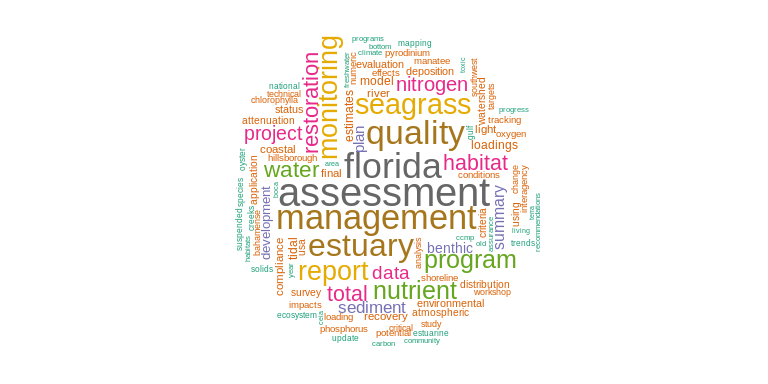 programs
bottom
mapping
climate
pyrodinium
monitoring
freshwater
numeric
evaluation
manatee
toxic
southwest
restoration
effects
deposition
national
technical
model
nitrogen
watershed
targets
chlorophylla
status
river
seagrass
progress
attenuation
estimates
tracking
project
plan
quality
gulf
light
oxygen
coastal
loadings
oyster
hillsborough
area
florida
habitat
water
final
conditions
change
interagency
species
application
boca
assessment
terra
recommendations
suspended
creeks
development
management
criteria
summary
using
living
habitats
bahamense
tidal
usa
estuary
analysis
benthic
ccmp
old
assurance
trends
compliance
solids
year
report
data
program
shoreline
survey
total
nutrient
distribution
workshop
impacts
sediment
environmental
ecosystem
cera
loading
recovery
atmospheric
phosphorus
critical
study
potential
estuarine
update
carbon
community